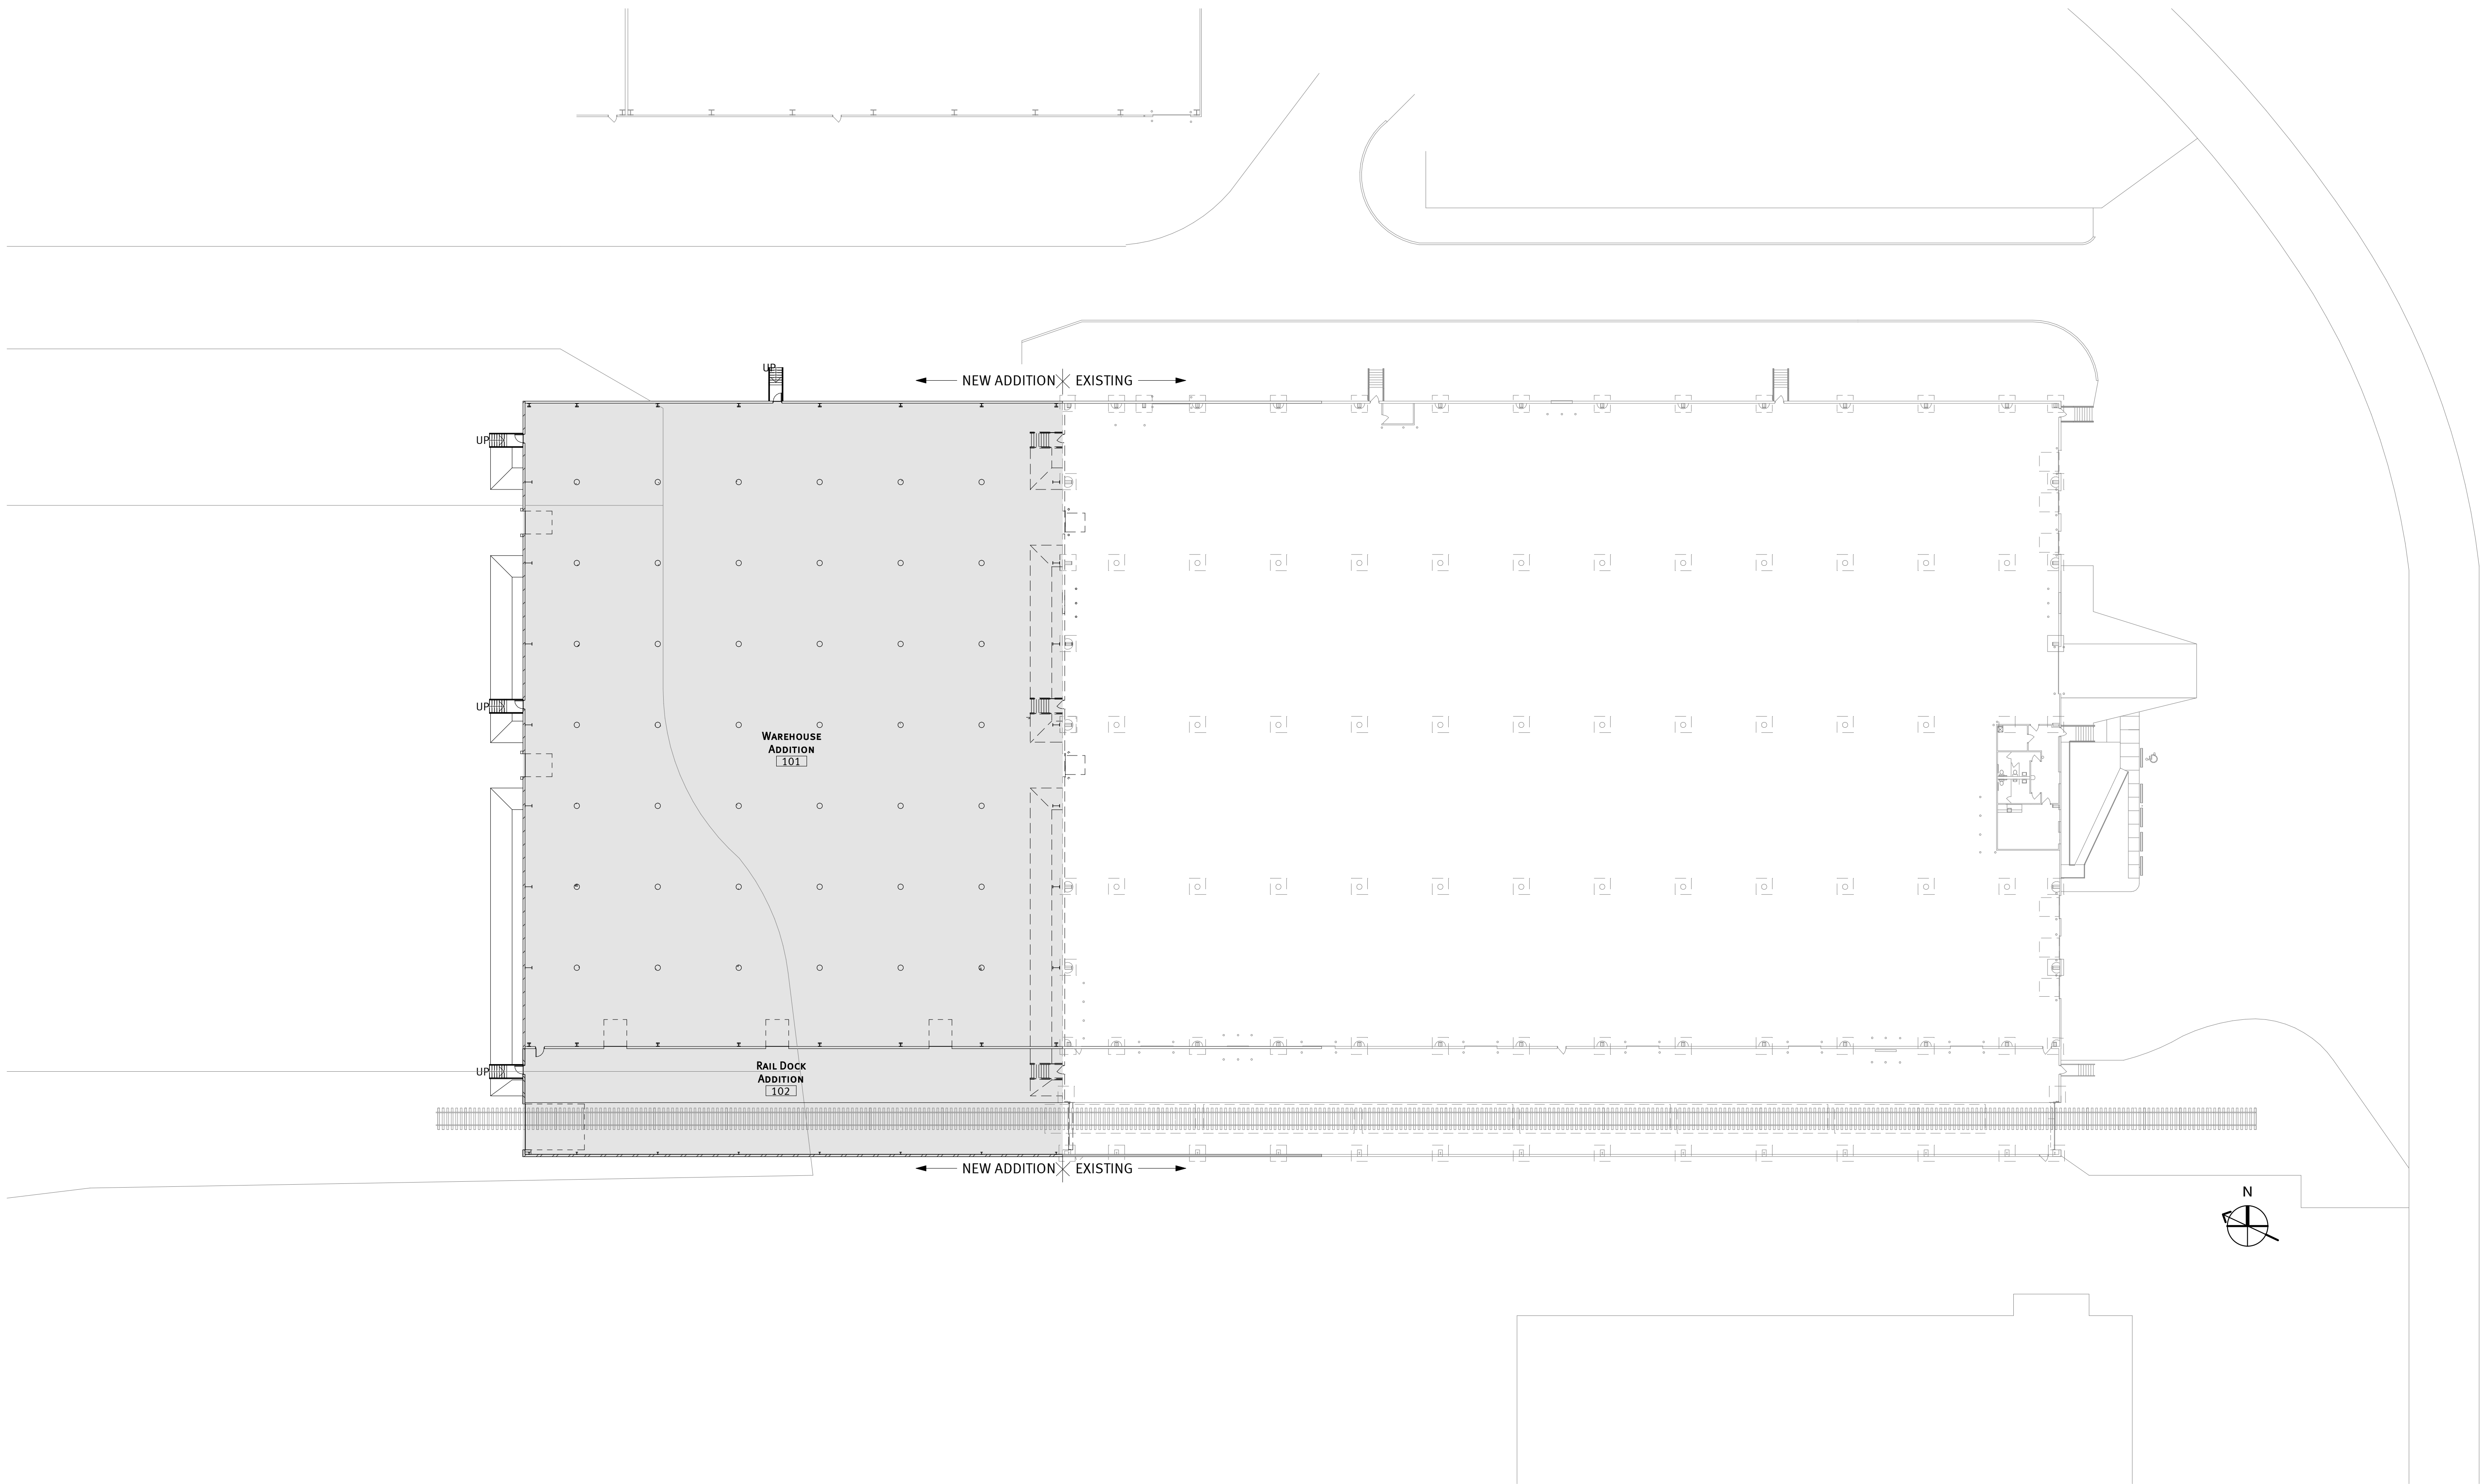 UP
NEW ADDITION
EXISTING
UP
UP
WAREHOUSE
ADDITION
101
RAIL DOCK
ADDITION
102
UP
NEW ADDITION
EXISTING
N